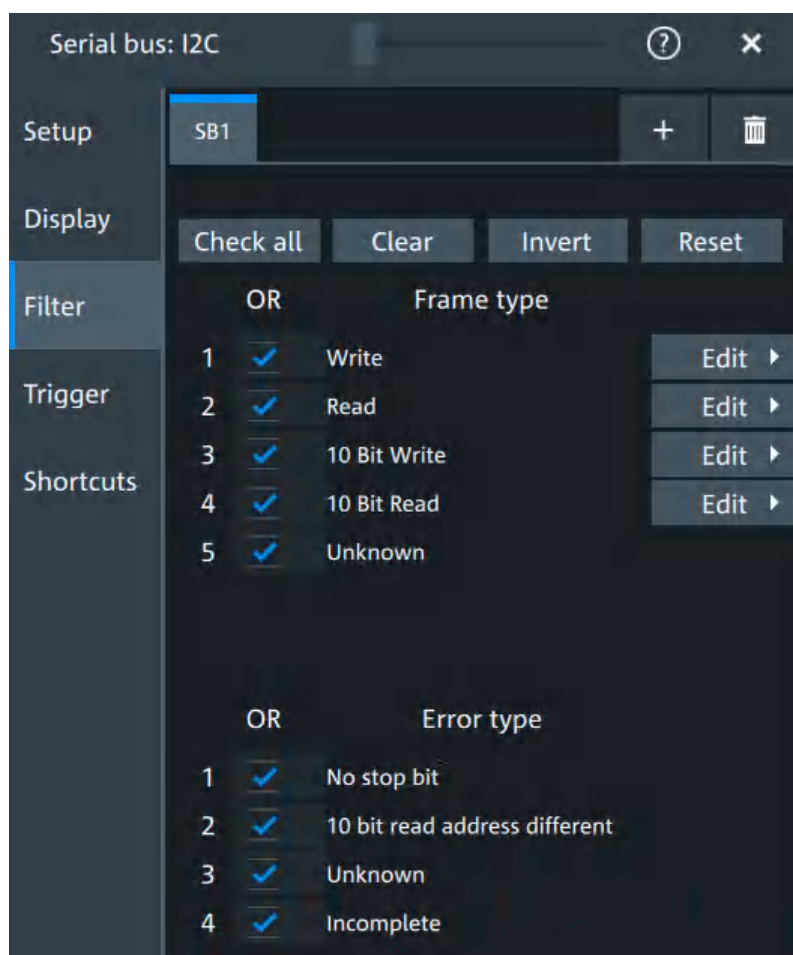 Serial bus: I2C ? ×
Setup
SB1 +
Display
Check all Clear Invert Reset
Filter
OR Frame type
1 Write Edit
Trigger
2 Read Edit
3 10 Bit Write Edit
Shortcuts
4 10 Bit Read Edit
5 Unknown
OR Error type
1 No stop bit
2 10 bit read address different
3 Unknown
4 Incomplete